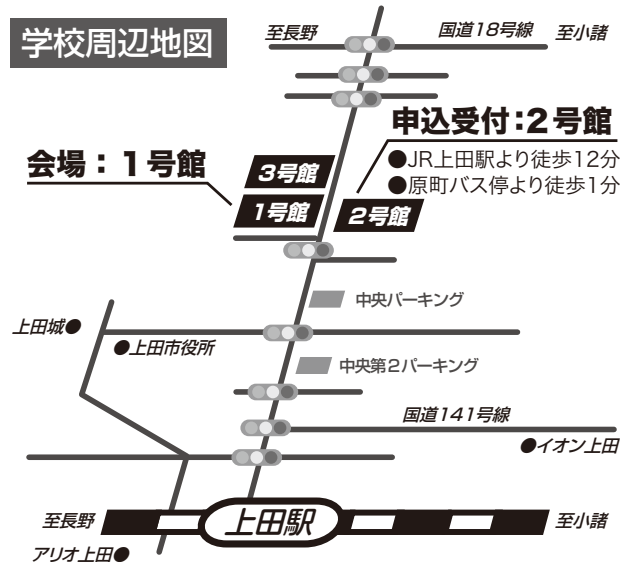 学校周辺地図
至長野
国道18号線
至小諸
申込受付:2号館
●JR上田駅より徒歩12分
●原町バス停より徒歩1分
会場：1号館
3号館
1号館
2号館
中央パーキング
上田城●
●上田市役所
中央第2パーキング
国道141号線
●イオン上田
至長野
上田駅
至小諸
アリオ上田●